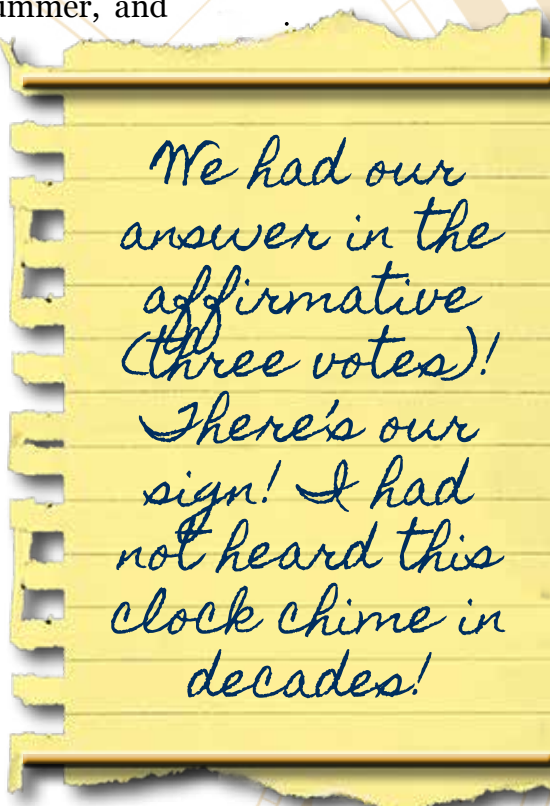 ummer, and
We had our
answer in the
affirmative
(three votes)!
There's our
sign! I had
not heard this
clock chime in
decades!